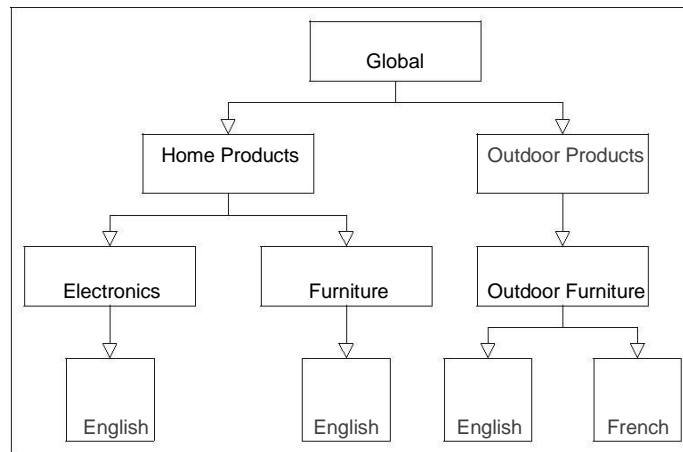 Global
Home Products
Outdoor Products
Electronics
Furniture
Outdoor Furniture
English
English
English
French